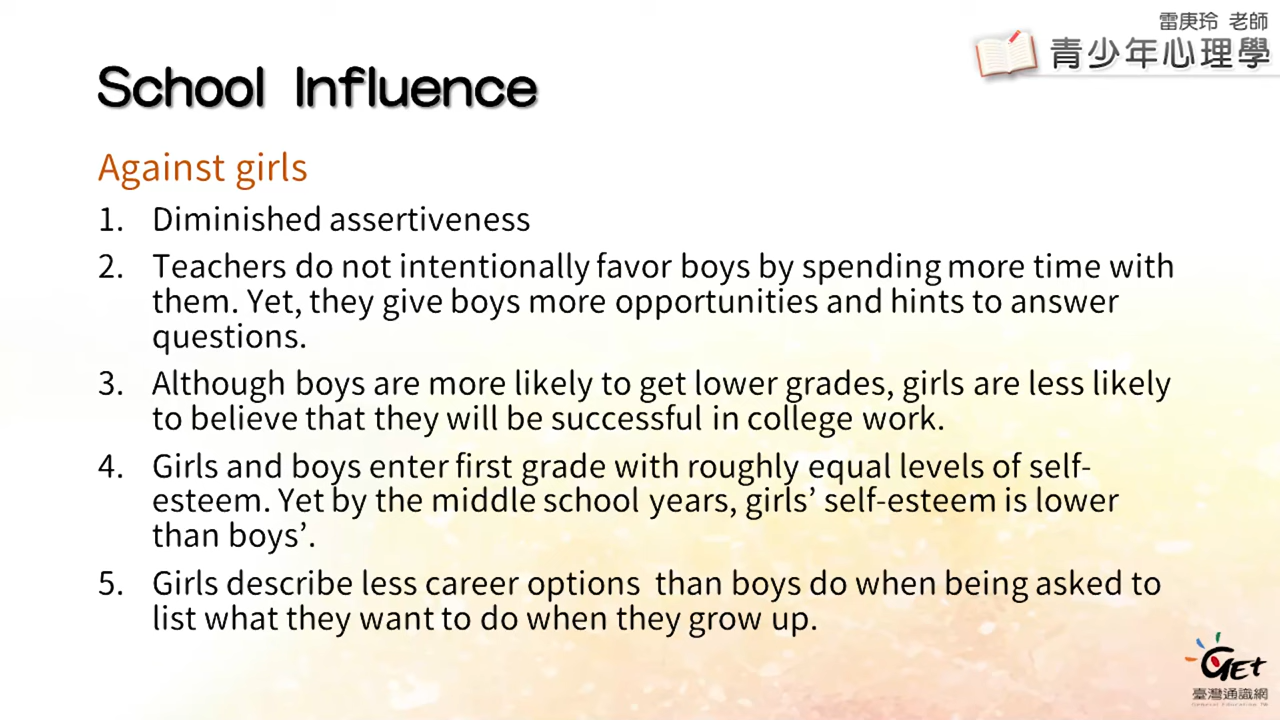 雷庚玲 老師
青少年心理學
School Influence
Against girls
1. Diminished assertiveness
2. Teachers do not intentionally favor boys by spending more time with
them. Yet, they give boys more opportunities and hints to answer
questions.
3. Although boys are more likely to get lower grades, girls are less likely
to believe that they will be successful in college work.
4. Girls and boys enter first grade with roughly equal levels of self-
esteem. Yet by the middle school years, girls’ self-esteem is lower
than boys’.
5. Girls describe less career options than boys do when being asked to
list what they want to do when they grow up.
GET
臺灣通識網